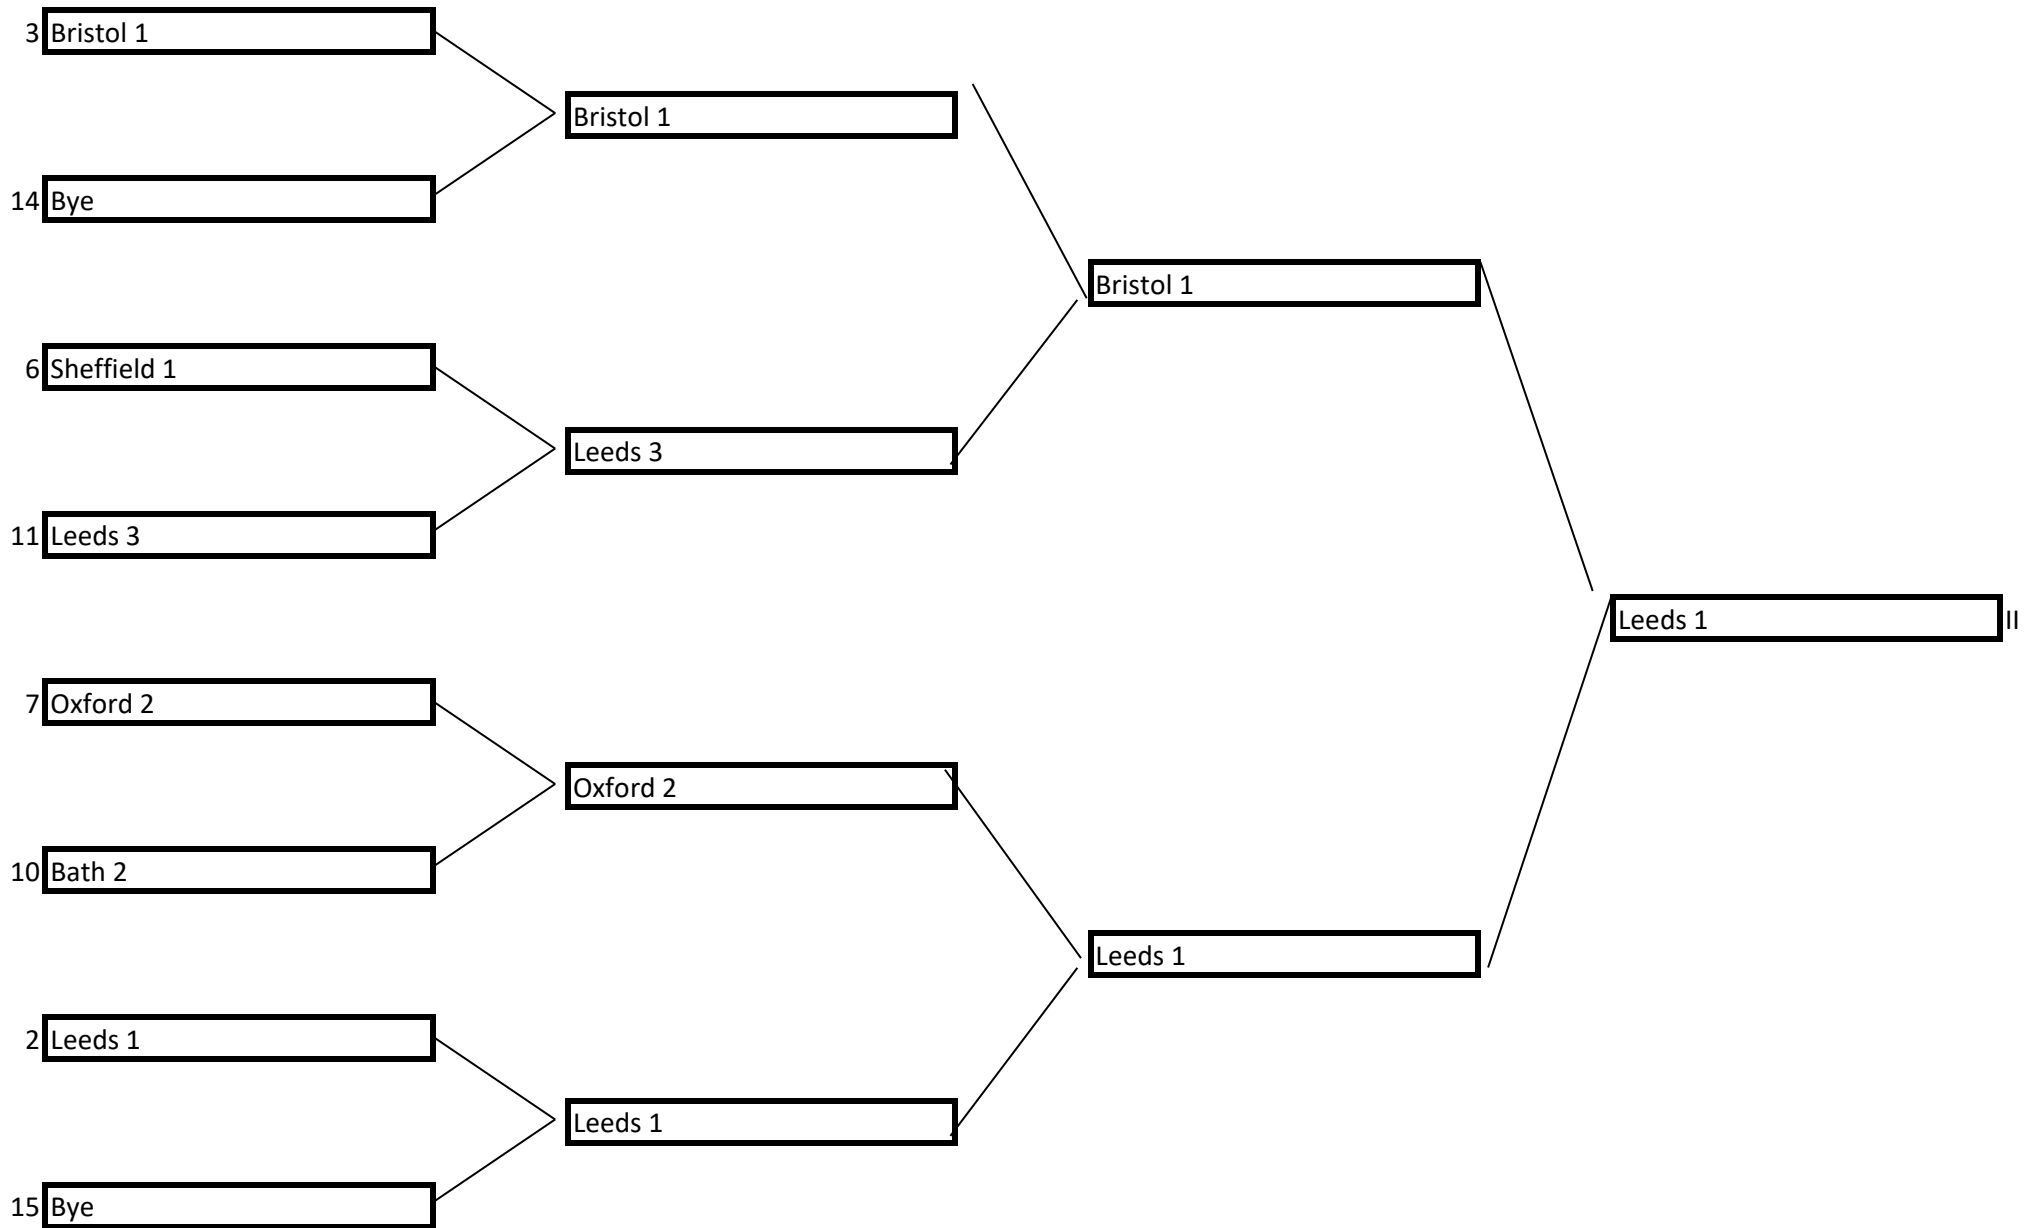 3 Bristol 1
Bristol 1
14 Bye
Bristol 1
6 Sheffield 1
Leeds 3
11 Leeds 3
Leeds 1 II
7 Oxford 2
Oxford 2
10 Bath 2
Leeds 1
2 Leeds 1
Leeds 1
15 Bye